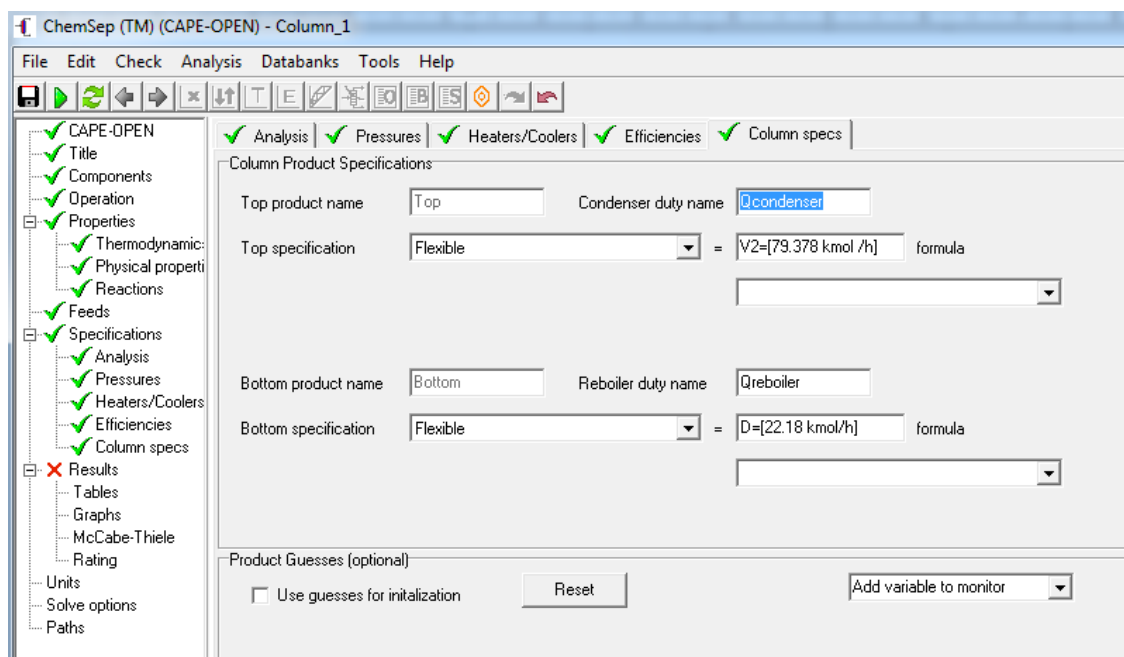 ChemSep (TM) (CAPE-OPEN) - Column_1
File Edit Check Analysis Databanks Tools Help
CAPE-OPEN
Title
Components
Operation
Properties
Thermodynamic:
Physical properti
Reactions
Feeds
Specifications
Analysis
Pressures
Heaters/Coolers
Efficiencies
Column specs
Results
Tables
Graphs
McCabe-Thiele
Rating
Units
Solve options
Paths
Analysis Pressures Heaters/Coolers Efficiencies Column specs
Column Product Specifications
Top product name Top Condenser duty name Qcondenser
Top specification Flexible = V2=[79.378 kmol /h] formula
Bottom product name Bottom Reboiler duty name Qreboiler
Bottom specification Flexible = D=[22.18 kmol/h] formula
Product Guesses (optional)
Use guesses for initalization Reset Add variable to monitor